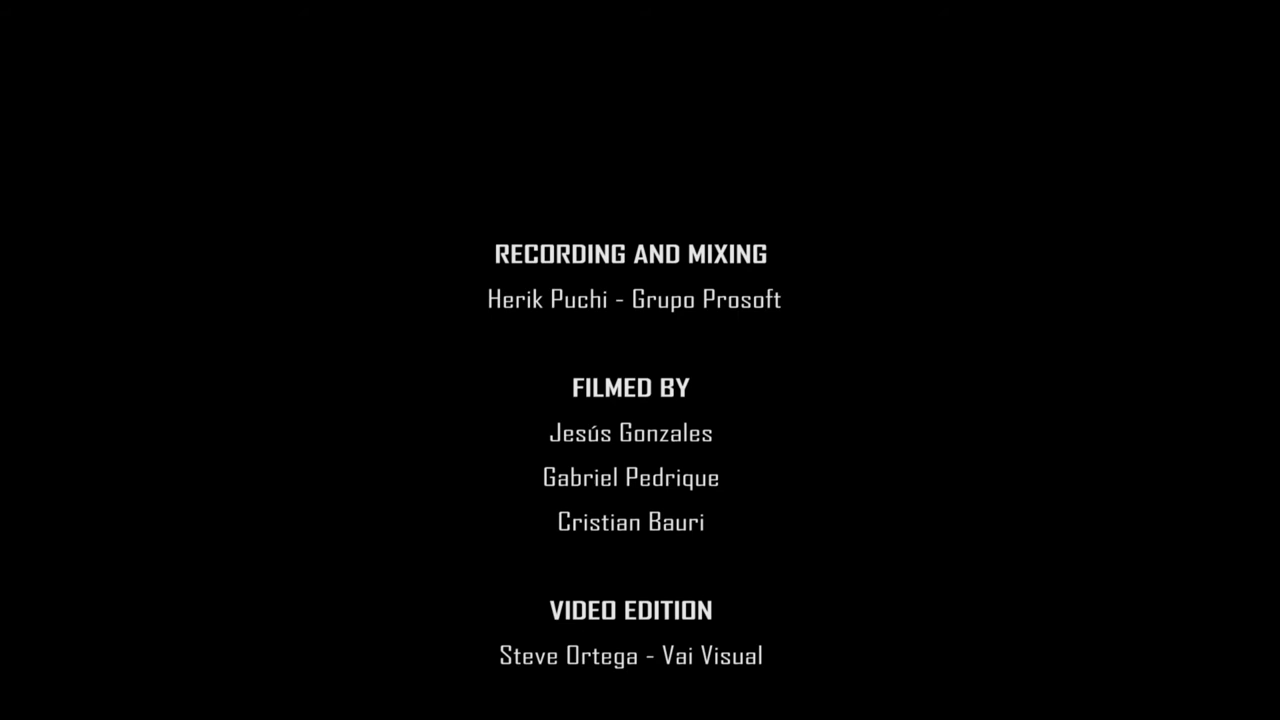 RECORDING AND MIXING
Herik Puchi - Grupo Prosoft
FILMED BY
Jesús Gonzales
Gabriel Pedrique
Cristian Bauri
VIDEO EDITION
Steve Ortega - Vai Visual